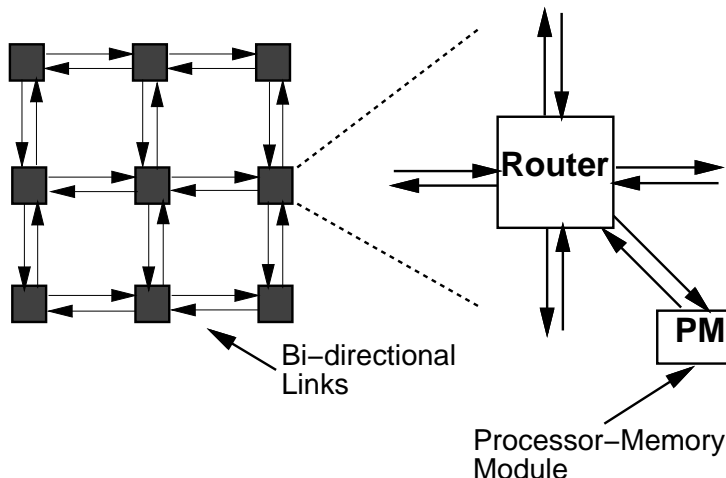 Router
PM
Bi−directional
Links
Processor−Memory
Module